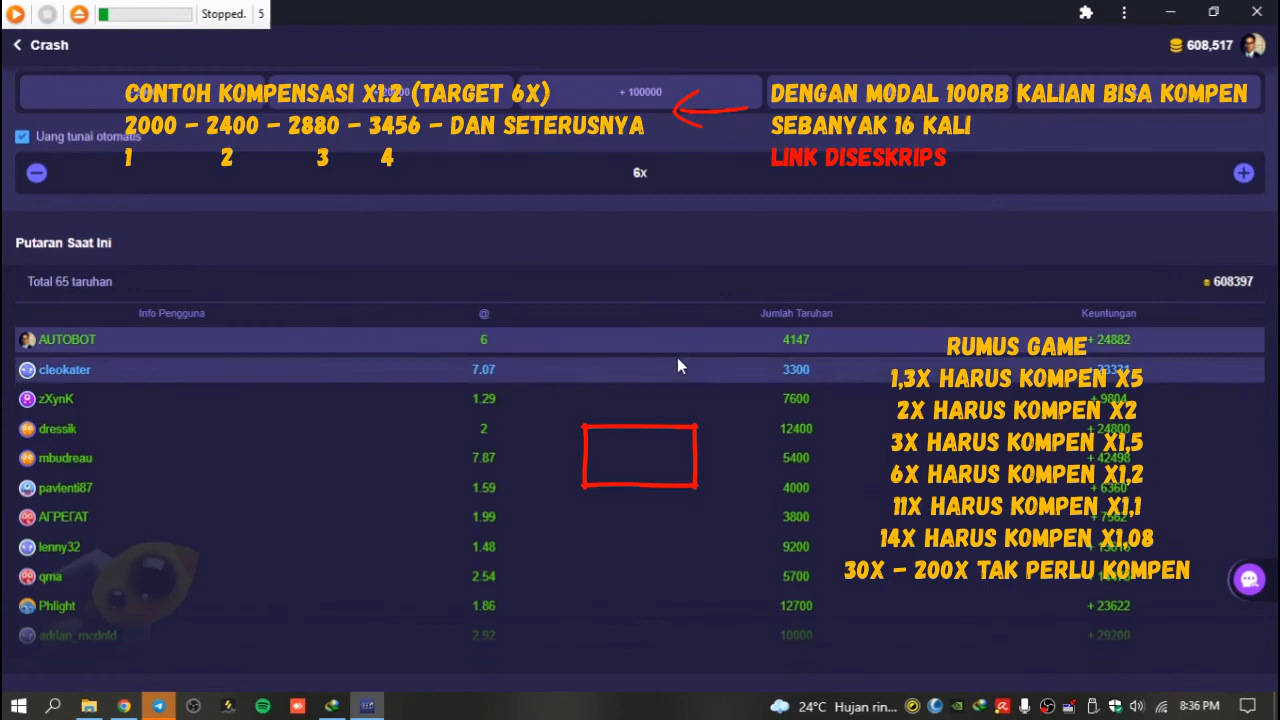 Stopped. 5
Crash
608,517
+ 100000
CONTOH KOMPENSASI X1.2 (TARGET 6X)
2000 - 2400 - 2880 - 3456 - DAN SETERUSNYA
1 2 3 4
DENGAN MODAL 100RB KALIAN BISA KOMPEN
SEBANYAK 16 KALI
LINK DISESKRIPS
Uang tunai otomatis
6x
Putaran Saat Ini
Total 65 taruhan 608397
Info Pengguna @ Jumlah Taruhan Keuntungan
AUTOBOT 6 4147 + 24882
cleokater 7.07 3300
zXynK 1.29 7600 + 9804
dressik 2 12400 + 24800
mbudreau 7.87 5400 + 42498
pavlenti87 1.59 4000 + 6360
АГРЕГАТ 1.99 3800 + 7562
lenny32 1.48 9200
qma 2.54 5700
Phlight 1.86 12700 + 23622
adrian_mcdnld 2.92 10000 + 29200
RUMUS GAME
1,3X HARUS KOMPEN X5
2X HARUS KOMPEN X2
3X HARUS KOMPEN X1,5
6X HARUS KOMPEN X1,2
11X HARUS KOMPEN X1,1
14X HARUS KOMPEN X1,08
30X - 200X TAK PERLU KOMPEN
24°C Hujan rin... 8:36 PM